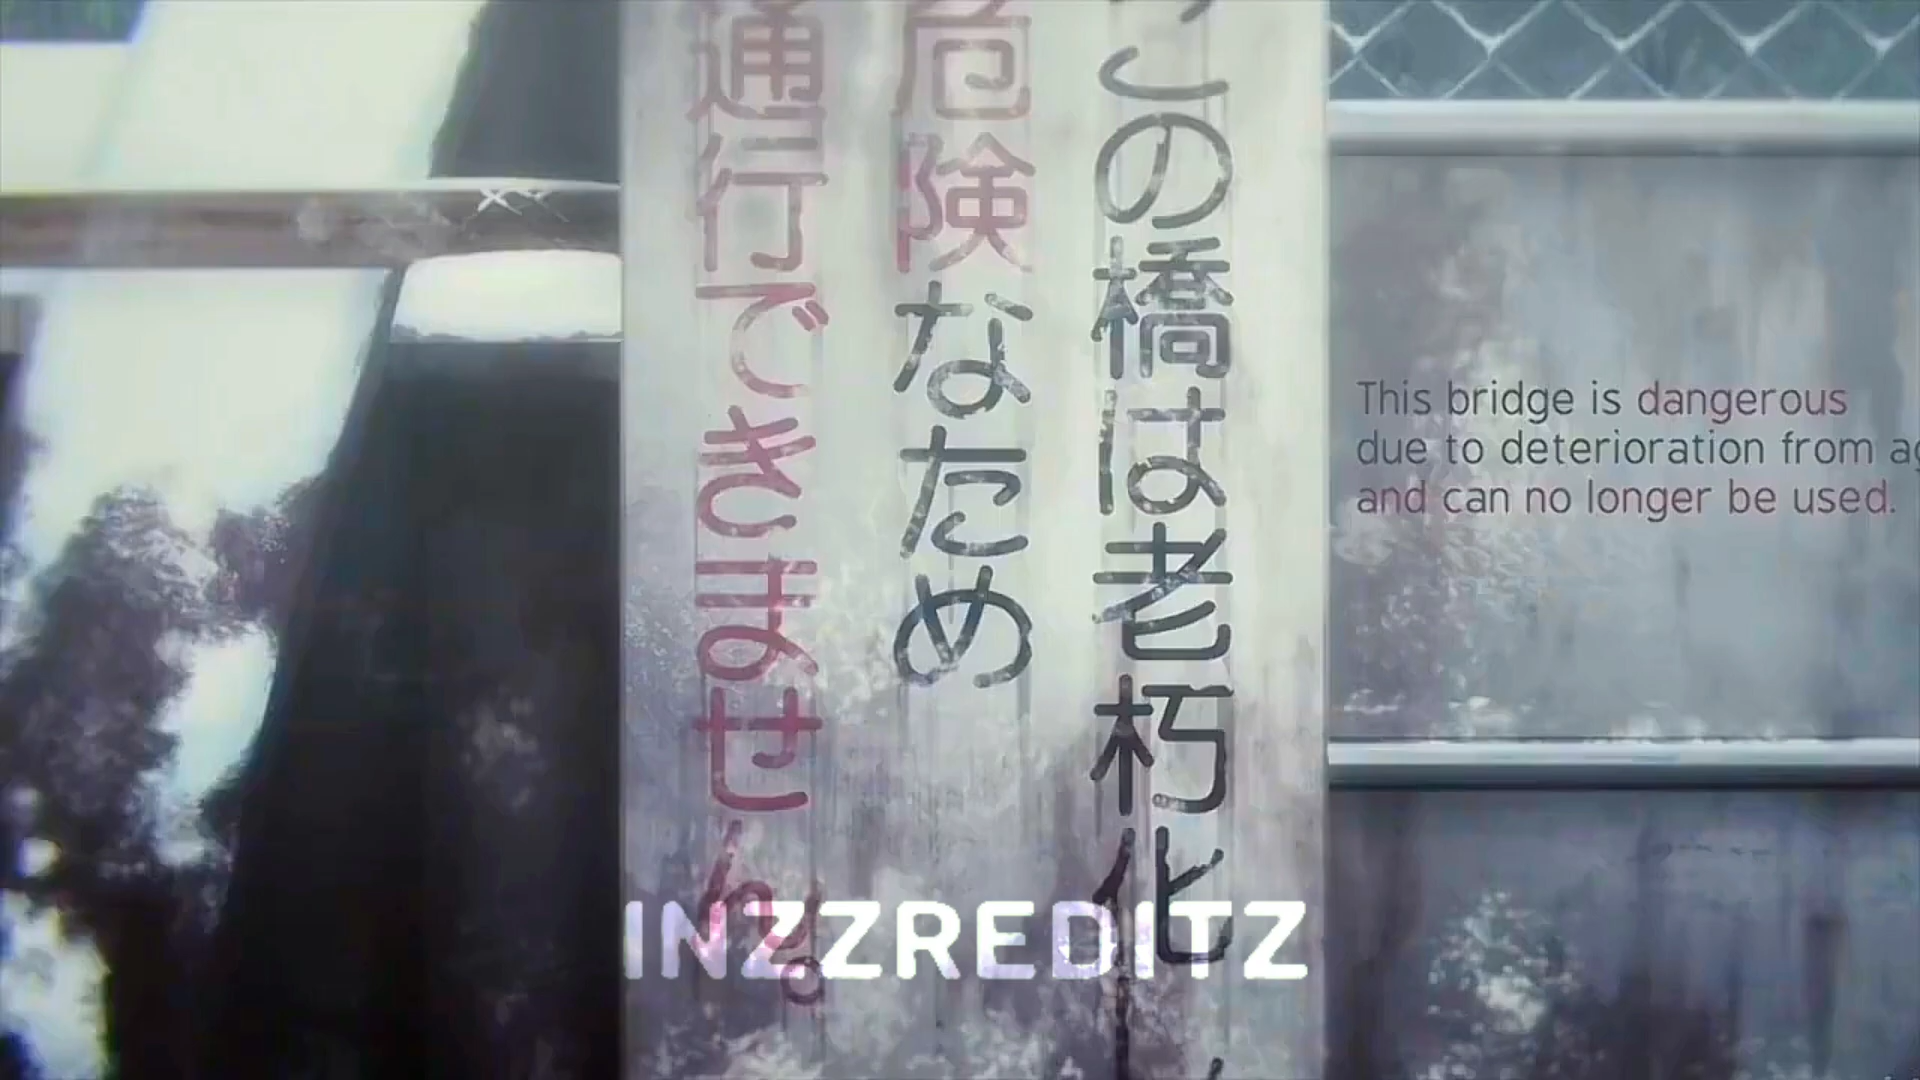 この橋は老朽化
危険なため
通行できません。
This bridge is dangerous
due to deterioration from
and can no longer be used.
INZZREDITZ